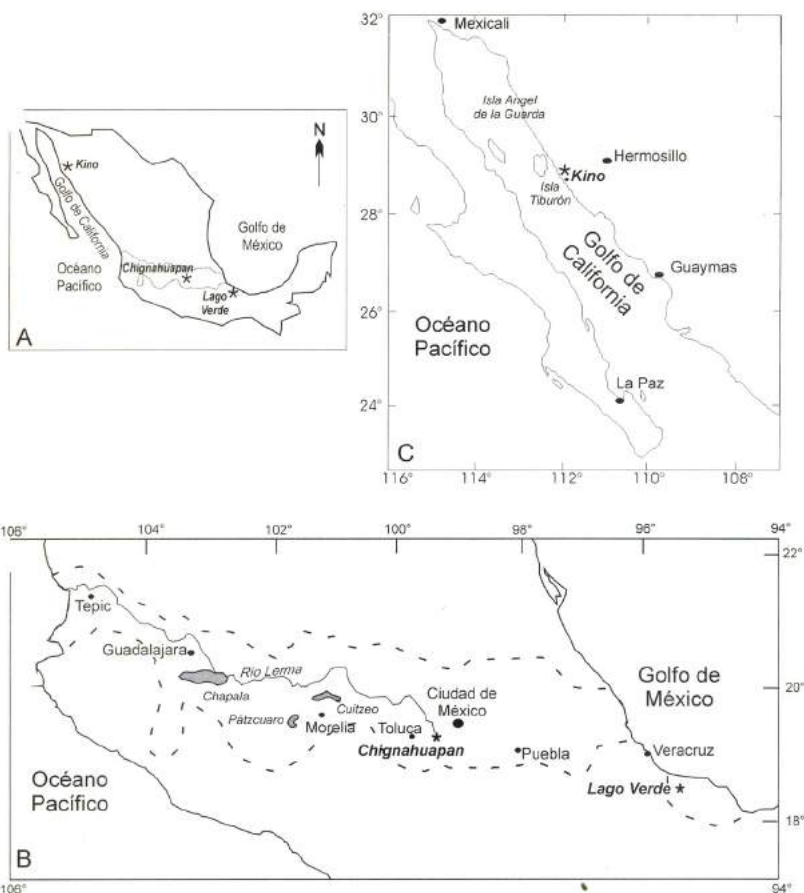 N
Kino
Golfo de California
Golfo de
México
Océano
Pacifico
Chignahuapan
Lago
Verde
A
32°
30°
28°
26°
24°
Mexicali
Isla Angel
de la Guarda
Hermosillo
Kino
Isla
Tiburón
Golfo de
California
Guaymas
Océano
Pacífico
La Paz
C
116°
114°
112°
110°
108°
106°
104°
102°
100°
98°
96°
94°
22°
Tepic
Guadalajara
Río Lerma
Chapala
Cuitzeo
Pátzcuaro
Morelia
Toluca
Ciudad de
México
Chignahuapan
Puebla
Golfo de
México
20°
Veracruz
Lago Verde
Océano
Pacífico
18°
B
106°
94°